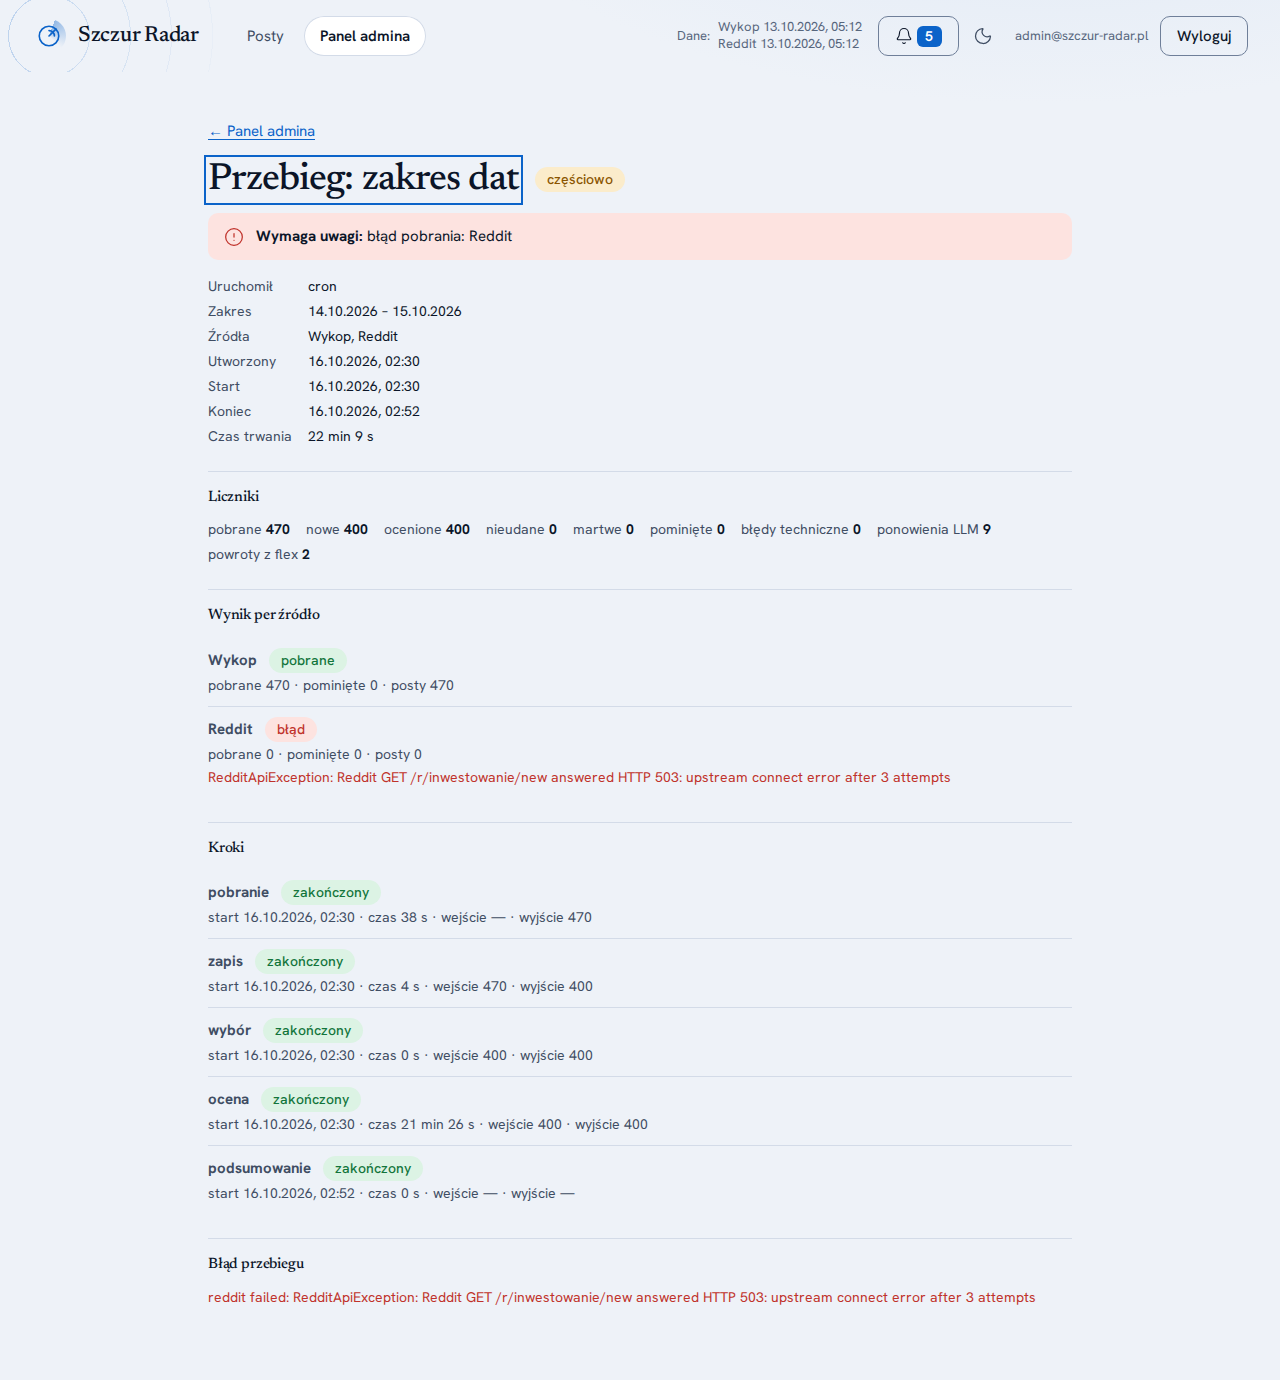 Szczur Radar
Posty
Panel admina
Dane: Wykop 13.10.2026, 05:12
Reddit 13.10.2026, 05:12
5
admin@szczur-radar.pl
Wyloguj
← Panel admina
Przebieg: zakres dat
częściowo
Wymaga uwagi: błąd pobrania: Reddit
Uruchomił cron
Zakres 14.10.2026 – 15.10.2026
Źródła Wykop, Reddit
Utworzony 16.10.2026, 02:30
Start 16.10.2026, 02:30
Koniec 16.10.2026, 02:52
Czas trwania 22 min 9 s
Liczniki
pobrane 470 nowe 400 ocenione 400 nieudane 0 martwe 0 pominięte 0 błędy techniczne 0 ponowienia LLM 9
powroty z flex 2
Wynik per źródło
Wykop pobrane
pobrane 470 · pominięte 0 · posty 470
Reddit błąd
pobrane 0 · pominięte 0 · posty 0
RedditApiException: Reddit GET /r/inwestowanie/new answered HTTP 503: upstream connect error after 3 attempts
Kroki
pobranie zakończony
start 16.10.2026, 02:30 · czas 38 s · wejście — · wyjście 470
zapis zakończony
start 16.10.2026, 02:30 · czas 4 s · wejście 470 · wyjście 400
wybór zakończony
start 16.10.2026, 02:30 · czas 0 s · wejście 400 · wyjście 400
ocena zakończony
start 16.10.2026, 02:30 · czas 21 min 26 s · wejście 400 · wyjście 400
podsumowanie zakończony
start 16.10.2026, 02:52 · czas 0 s · wejście — · wyjście —
Błąd przebiegu
reddit failed: RedditApiException: Reddit GET /r/inwestowanie/new answered HTTP 503: upstream connect error after 3 attempts